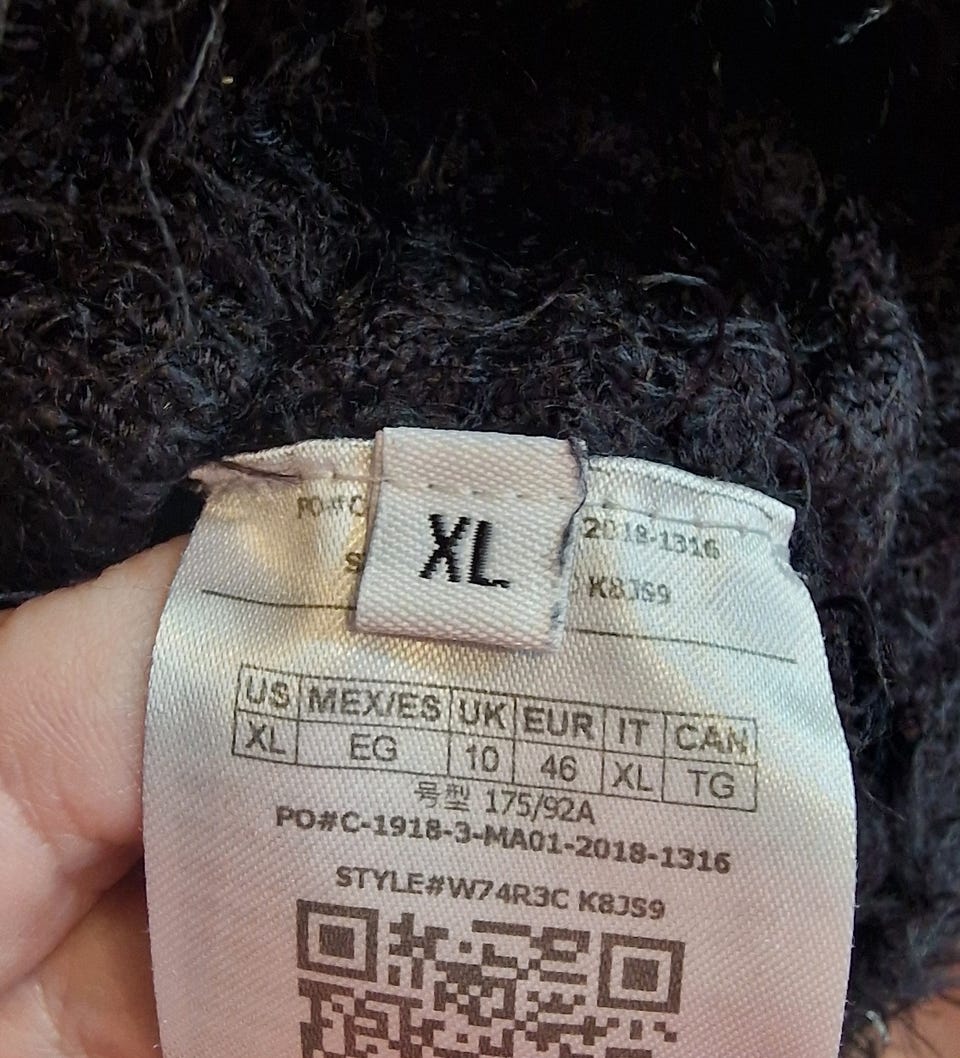 XL
PO#C
2018-1316
S
K8JS9
US MEX/ES UK EUR IT CAN
XL EG 10 46 XL TG
号型 175/92A
PO#C-1918-3-MA01-2018-1316
STYLE#W74R3C K8JS9